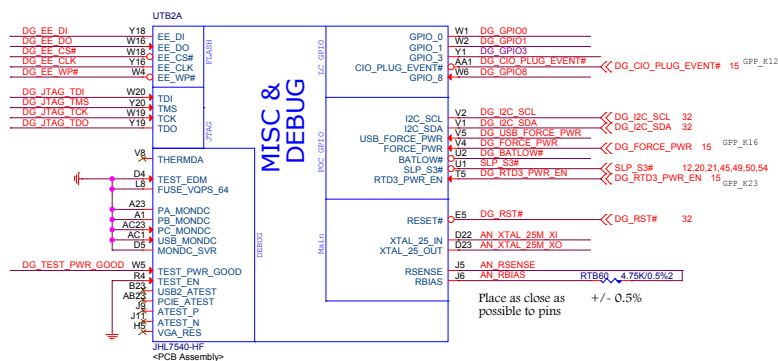 UTB2A
DG_EE_DI Y18 EE_DI
DG_EE_DO W16 EE_DO
DG_EE_CS# W18 EE_CS#
DG_EE_CLK Y16 EE_CLK
DG_EE_WP# W4 EE_WP#
FLASH
DG_JTAG_TDI W20 TDI
DG_JTAG_TMS Y20 TMS
DG_JTAG_TCK W19 TCK
DG_JTAG_TDO Y19 TDO
JTAG
V8 THERMDA
D4 TEST_EDM
L8 FUSE_VQPS_64
A23 PA_MONDC
A1 PB_MONDC
AC23 PC_MONDC
AC1 USB_MONDC
D5 MONDC_SVR
DEBUG
DG_TEST_PWR_GOOD W5 TEST_PWR_GOOD
R4 TEST_EN
B23 USB2_ATEST
AB23 PCIE_ATEST
J9 ATEST_P
J11 ATEST_N
H5 VGA_RES
JHL7540-HF
<PCB Assembly>
MISC &
DEBUG
LC GPIO
GPIO_0 W1 DG_GPIO0
GPIO_1 W2 DG_GPIO1
GPIO_3 Y1 DG_GPIO3
CIO_PLUG_EVENT# AA1 DG_CIO_PLUG_EVENT# DG_CIO_PLUG_EVENT# 15 GPP_K12
GPIO_8 W6 DG_GPIO8
POC GPIO
I2C_SCL V2 DG_I2C_SCL DG_I2C_SCL 32
I2C_SDA V1 DG_I2C_SDA DG_I2C_SDA 32
USB_FORCE_PWR V5 DG_USB_FORCE_PWR
FORCE_PWR V4 DG_FORCE_PWR DG_FORCE_PWR 15 GPP_K16
BATLOW# U2 DG_BATLOW#
SLP_S3# U1 SLP_S3# SLP_S3# 12,20,21,45,49,50,54
RTD3_PWR_EN T5 DG_RTD3_PWR_EN DG_RTD3_PWR_EN 15 GPP_K23
Main
RESET# E5 DG_RST# DG_RST# 32
XTAL_25_IN D22 AN_XTAL_25M_XI
XTAL_25_OUT D23 AN_XTAL_25M_XO
RSENSE J5 AN_RSENSE
RBIAS J6 AN_RBIAS RTB60 4.75K/0.5%2
Place as close as +/- 0.5%
possible to pins